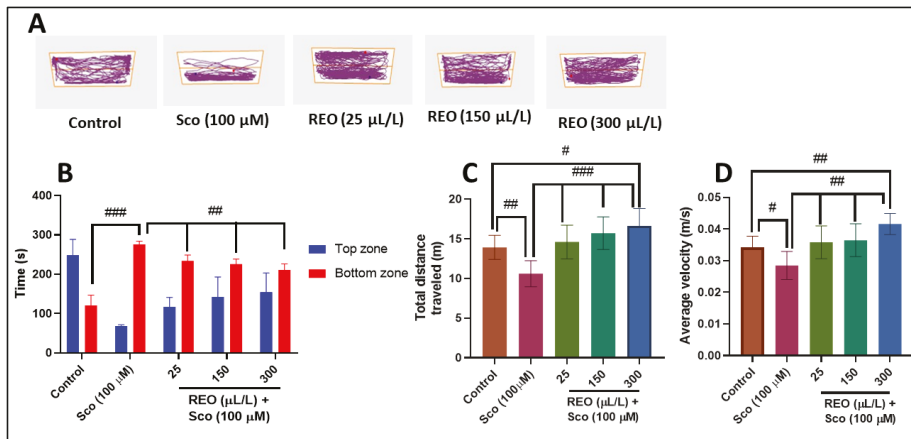 A
Control
Sco (100 μM)
REO (25 μL/L)
REO (150 μL/L)
REO (300 μL/L)
B
###
##
Time (s)
400
300
200
100
0
Control
Sco (100 μM)
25
150
300
REO (μL/L) +
Sco (100 μM)
Top zone
Bottom zone
C
#
###
##
Total distance
traveled (m)
20
15
10
5
0
Control
Sco (100μM)
25
150
300
REO (μL/L) +
Sco (100 μM)
D
##
##
#
Average velocity (m/s)
0.05
0.04
0.03
0.02
0.01
0.00
Control
Sco (100 μM)
25
150
300
REO (μL/L) +
Sco (100 μM)